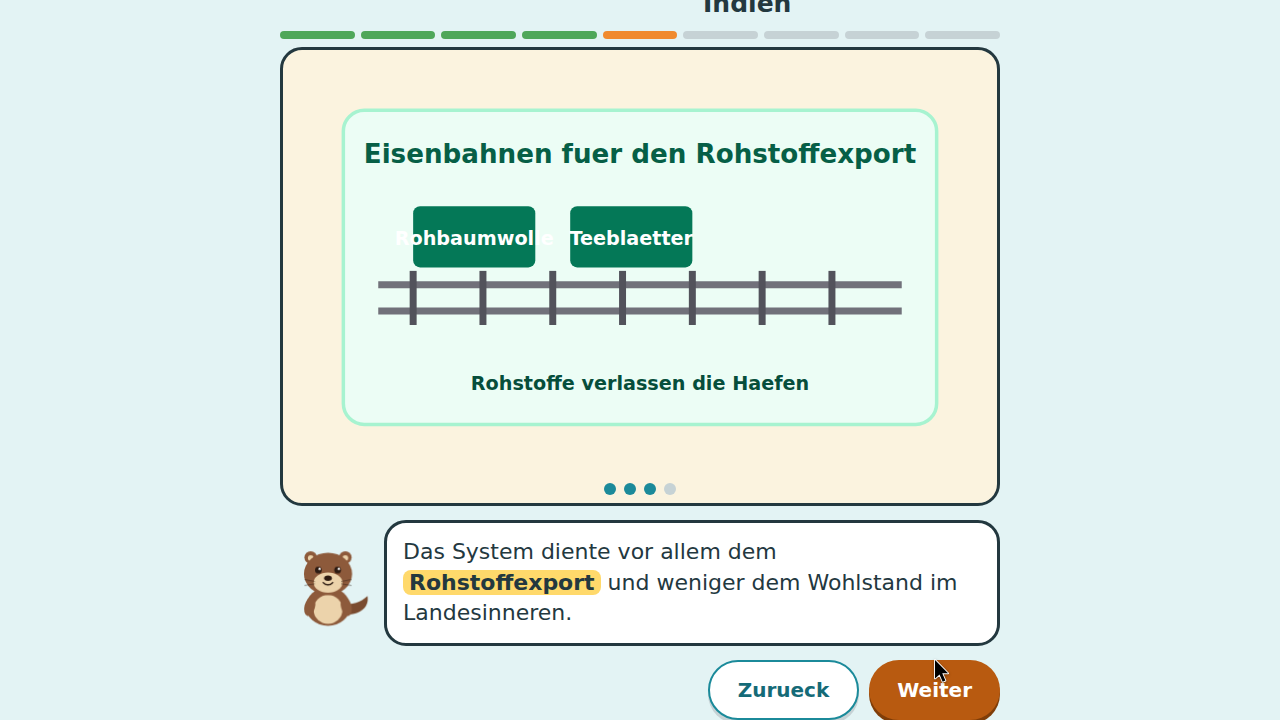 Indien
Eisenbahnen fuer den Rohstoffexport
Rohbaumwolle Teeblaetter
Rohstoffe verlassen die Haefen
Das System diente vor allem dem
Rohstoffexport und weniger dem Wohlstand im
Landesinneren.
Zurueck Weiter